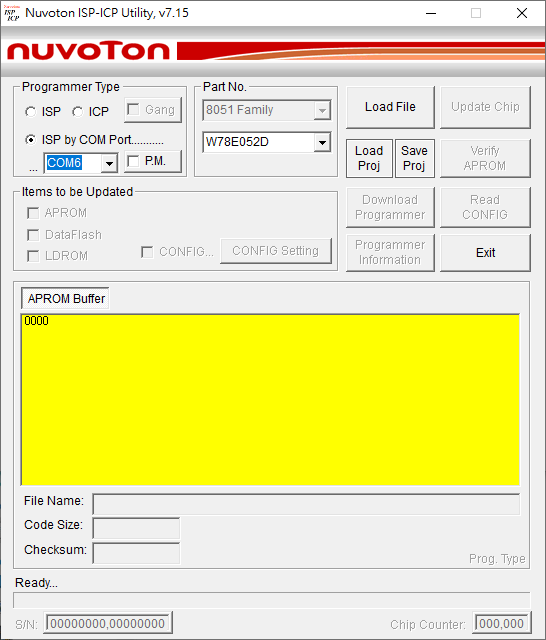 Nuvoton
ISP
ICP
Nuvoton ISP-ICP Utility, v7.15
nuvoTon
Programmer Type
ISP
ICP
Gang
ISP by COM Port...........
... COM6
P.M.
Part No.
8051 Family
W78E052D
Load File
Update Chip
Load
Proj
Save
Proj
Verify
APROM
Items to be Updated
APROM
DataFlash
LDROM
CONFIG...
CONFIG Setting
Download
Programmer
Read
CONFIG
Programmer
Information
Exit
APROM Buffer
0000
File Name:
Code Size:
Checksum:
Prog. Type
Ready...
S/N: 00000000,00000000
Chip Counter: 000,000